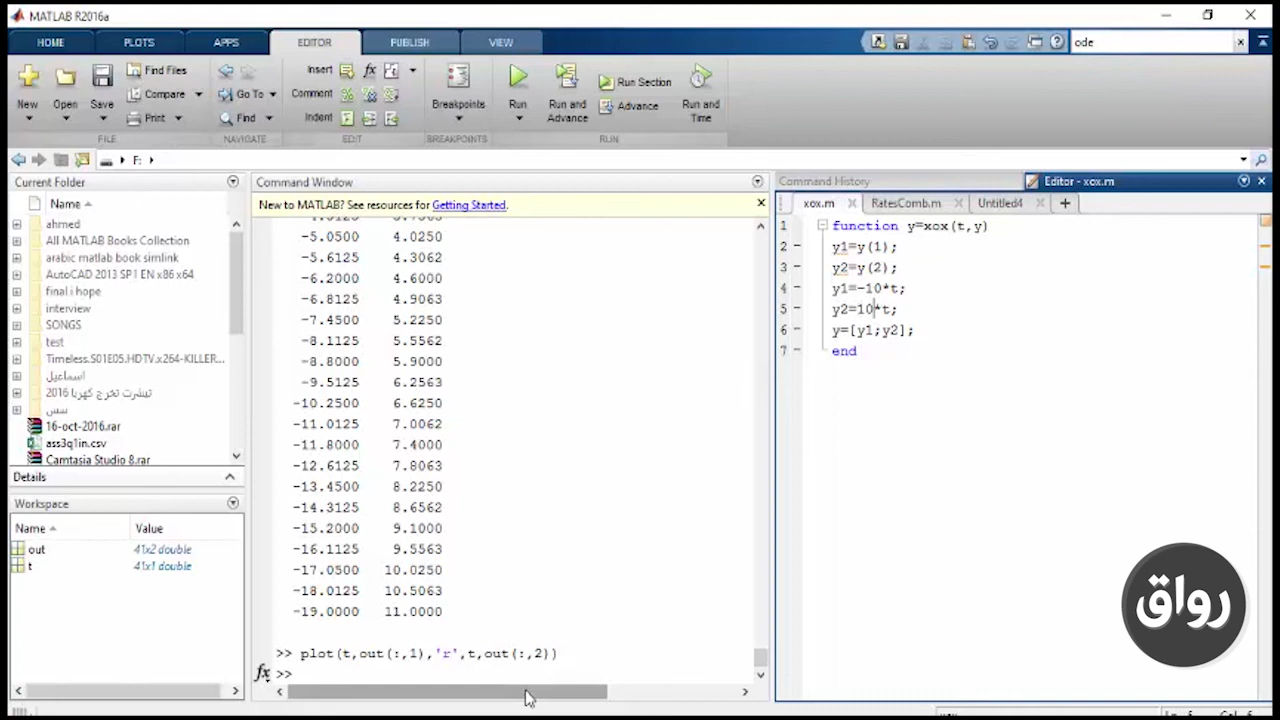 MATLAB R2016a
HOME PLOTS APPS EDITOR PUBLISH VIEW ode
Find Files Insert fx Run Section
New Open Save Compare Go To Comment Breakpoints Run Run and Advance Advance Run and Time
Print Find Indent
FILE NAVIGATE EDIT BREAKPOINTS RUN
F:
Current Folder
Name
ahmed
All MATLAB Books Collection
arabic matlab book simlink
AutoCAD 2013 SP1 EN x86 x64
final i hope
interview
SONGS
test
Timeless.S01E05.HDTV.x264-KILLER...
اسماعيل
تيشرت تخرج كهربا 2016
سس
16-oct-2016.rar
ass3q1in.csv
Camtasia Studio 8.rar
Details
Workspace
Name Value
out 41x2 double
t 41x1 double
Command Window
New to MATLAB? See resources for Getting Started.
-5.0500 4.0250
-5.6125 4.3062
-6.2000 4.6000
-6.8125 4.9063
-7.4500 5.2250
-8.1125 5.5562
-8.8000 5.9000
-9.5125 6.2563
-10.2500 6.6250
-11.0125 7.0062
-11.8000 7.4000
-12.6125 7.8063
-13.4500 8.2250
-14.3125 8.6562
-15.2000 9.1000
-16.1125 9.5563
-17.0500 10.0250
-18.0125 10.5063
-19.0000 11.0000
>> plot(t,out(:,1),'r',t,out(:,2))
fx >>
Command History Editor - xox.m
xox.m RatesComb.m Untitled4
1 function y=xox(t,y)
2 y1=y(1);
3 y2=y(2);
4 y1=-10*t;
5 y2=10*t;
6 y=[y1;y2];
7 end
رواق